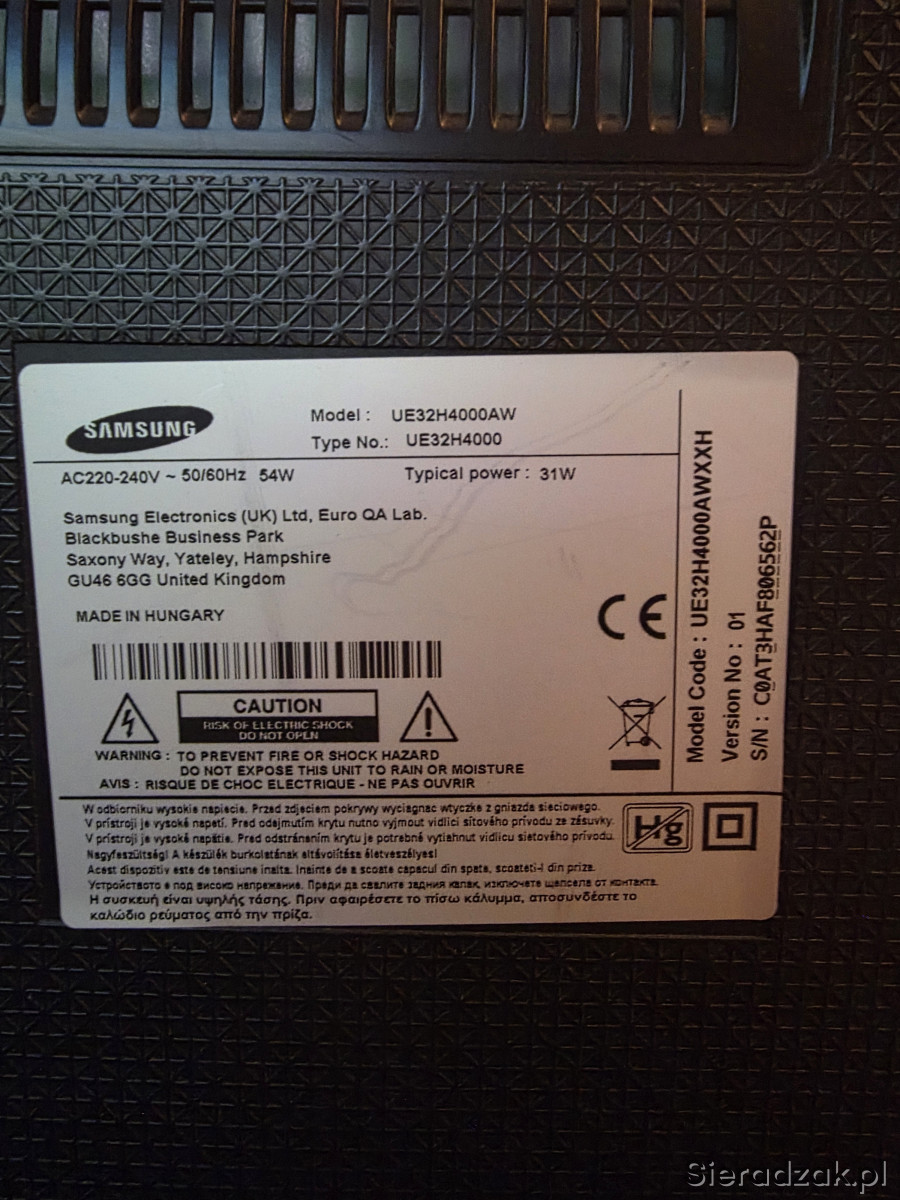 SAMSUNG
Model : UE32H4000AW
Type No.: UE32H4000
AC220-240V ~ 50/60Hz 54W
Typical power : 31W
Samsung Electronics (UK) Ltd, Euro QA Lab.
Blackbushe Business Park
Saxony Way, Yateley, Hampshire
GU46 6GG United Kingdom
MADE IN HUNGARY
CE
CAUTION
RISK OF ELECTRIC SHOCK
DO NOT OPEN
WARNING : TO PREVENT FIRE OR SHOCK HAZARD
DO NOT EXPOSE THIS UNIT TO RAIN OR MOISTURE
AVIS : RISQUE DE CHOC ELECTRIQUE - NE PAS OUVRIR
Model Code : UE32H4000AWXXH
Version No : 01
S/N : C0AT3HAF806562P
W odbiorniku wysokie napiecie. Przed zdjeciem pokrywy wyciagnac wtyczke z gniazda sieciowego.
V prístroji je vysoké napětí. Pred odejmutím krytu nutno vyjmout vidlici síťového prívodu ze zásuvky.
V prístroji je vysoké napätie. Pred odstránením krytu je potrebné vytiahnut vidlicu sietového prívodu.
Nagyfeszültség! A készülék burkolatának eltávolítása életveszélyes!
Acest dispozitiv este de tensiune inalta. Inainte de a scoate capacul din spate, scoateti-l din priza.
Устройството е под високо напрежение. Преди да свалите задния капак, изключете щепсела от контакта.
Η συσκευή είναι υψηλής τάσης. Πριν αφαιρέσετε το πίσω κάλυμμα, αποσυνδέστε το
καλώδιο ρεύματος από την πρίζα.
Hg
Sieradzak.pl